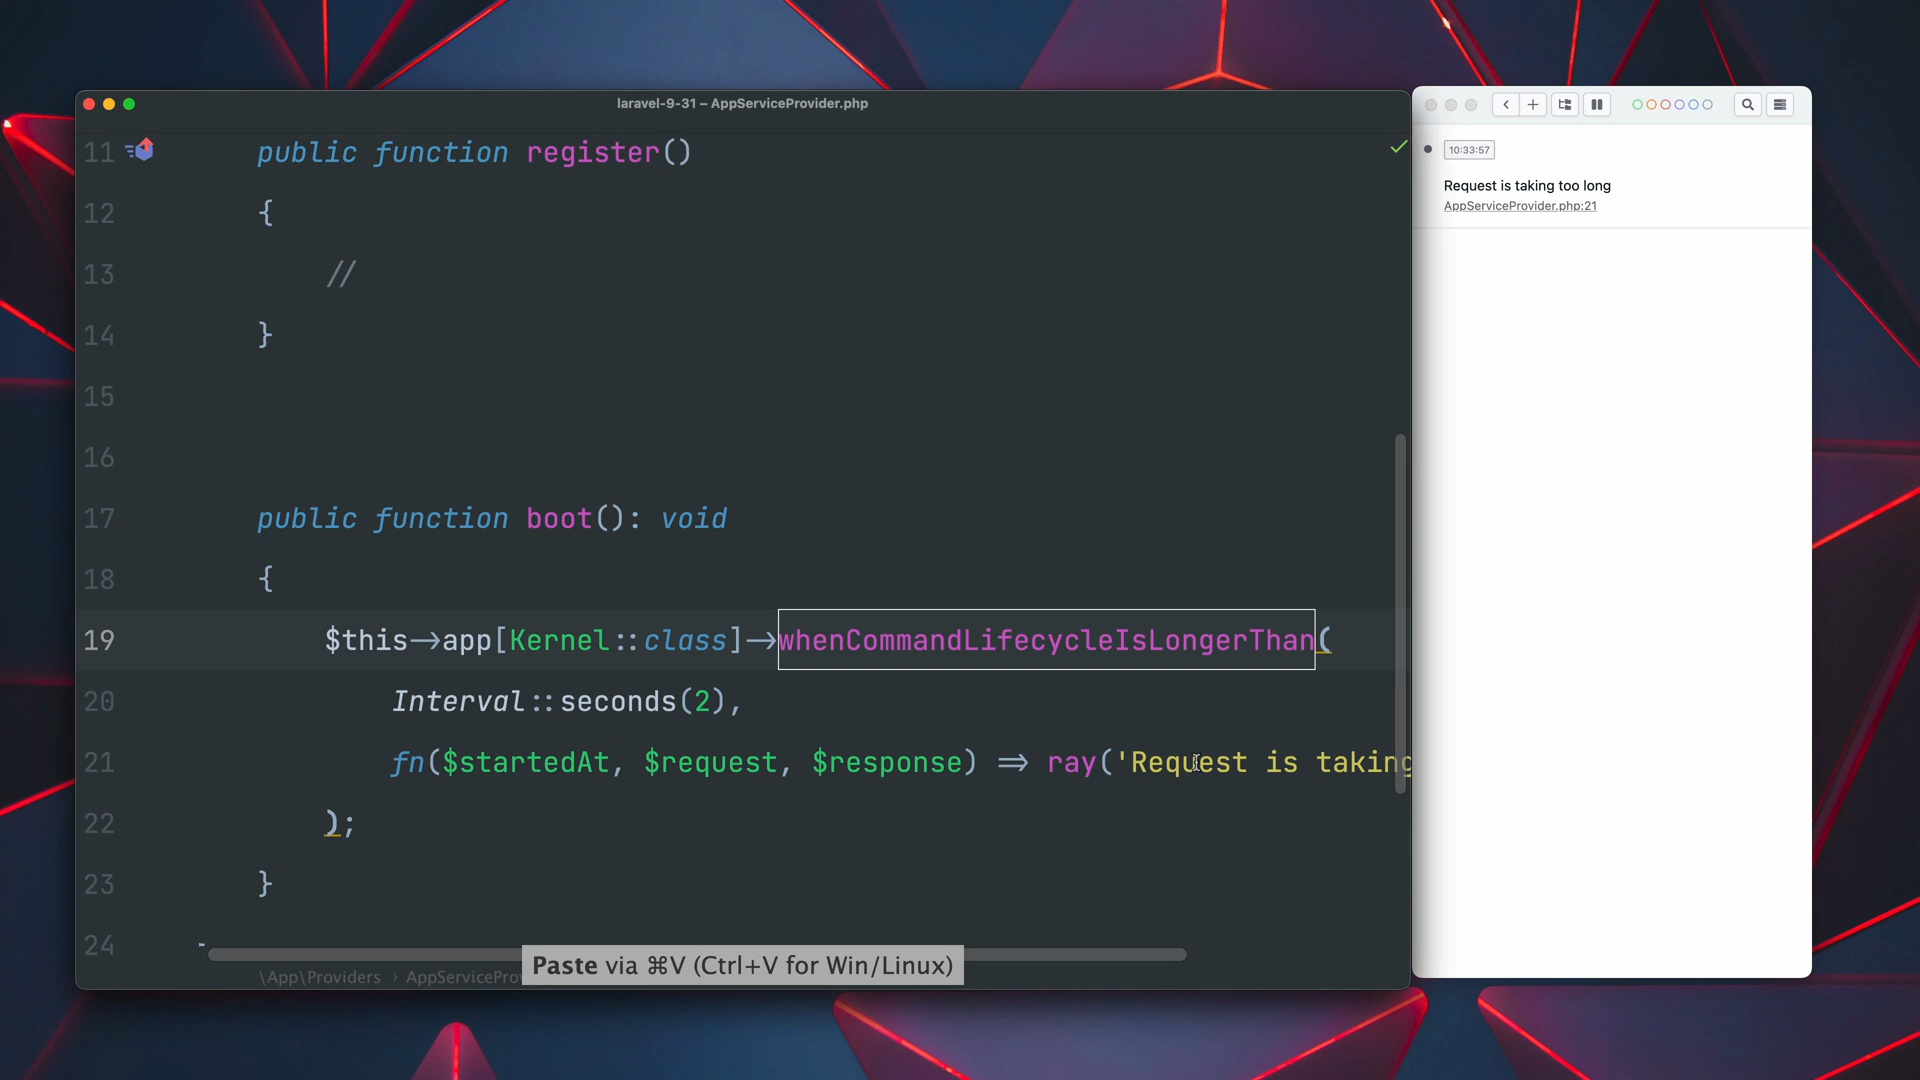 laravel-9-31 – AppServiceProvider.php
11 public function register()
12 {
13 //
14 }
15
16
17 public function boot(): void
18 {
19 $this->app[Kernel::class]->whenCommandLifecycleIsLongerThan(
20 Interval::seconds(2),
21 fn($startedAt, $request, $response) => ray('Request is taking
22 );
23 }
24
\App\Providers › AppServicePro
Paste via ⌘V (Ctrl+V for Win/Linux)
10:33:57
Request is taking too long
AppServiceProvider.php:21